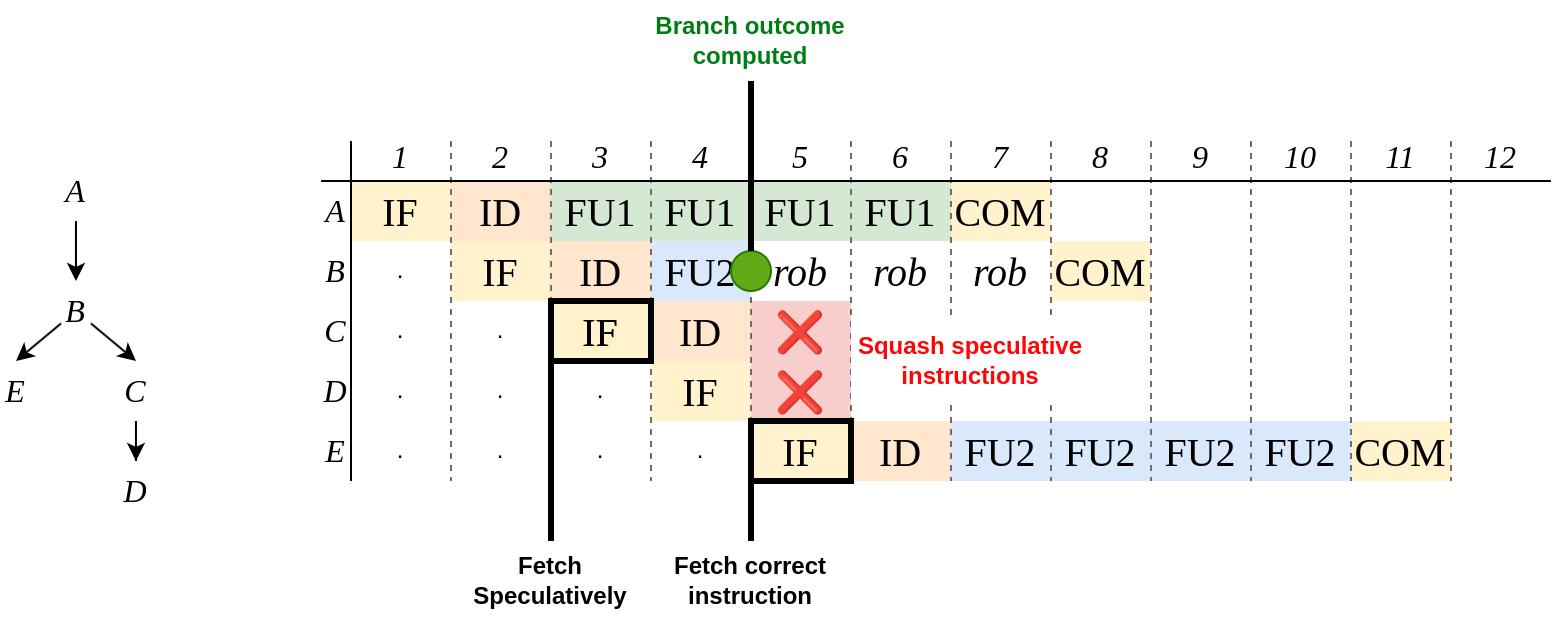 Branch outcome
computed
1 2 3 4 5 6 7 8 9 10 11 12
A IF ID FU1 FU1 FU1 FU1 COM
B . IF ID FU2 rob rob rob COM
C . . IF ID ❌
D . . . IF ❌
Squash speculative
instructions
E . . . . IF ID FU2 FU2 FU2 FU2 COM
Fetch
Speculatively
Fetch correct
instruction
A
B
E C
D